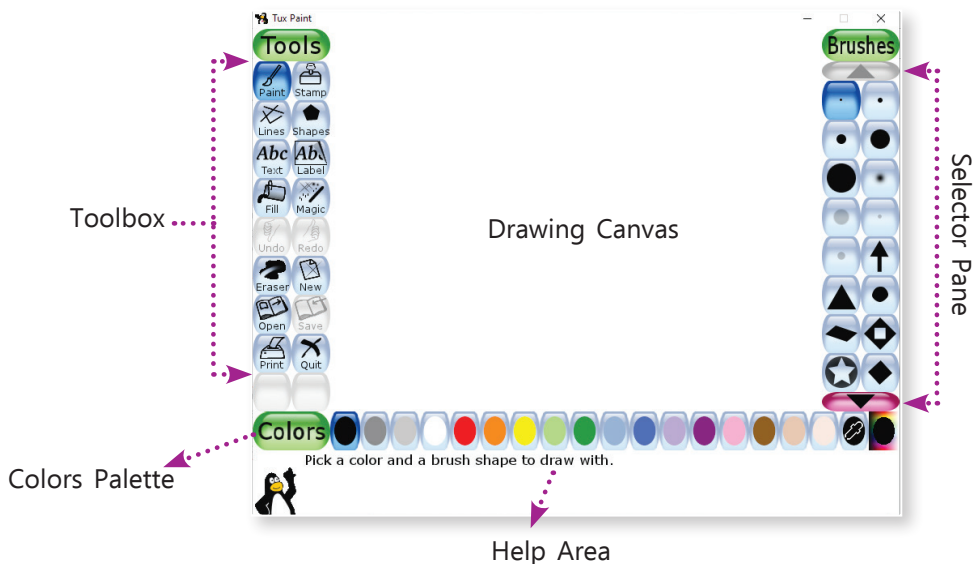 Tux Paint
Tools
Brushes
Paint Stamp
Lines Shapes
Abc Abc
Text Label
Fill Magic
Undo Redo
Eraser New
Open Save
Print Quit
Toolbox
Drawing Canvas
Selector Pane
Colors
Pick a color and a brush shape to draw with.
Colors Palette
Help Area